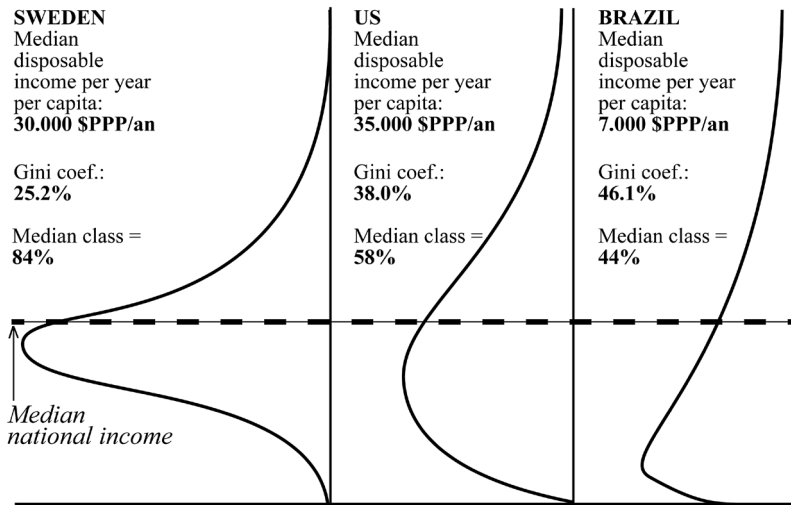 SWEDEN
Median
disposable
income per year
per capita:
30.000 $PPP/an
Gini coef.:
25.2%
Median class =
84%
US
Median
disposable
income per year
per capita:
35.000 $PPP/an
Gini coef.:
38.0%
Median class =
58%
BRAZIL
Median
disposable
income per year
per capita:
7.000 $PPP/an
Gini coef.:
46.1%
Median class =
44%
Median
national income